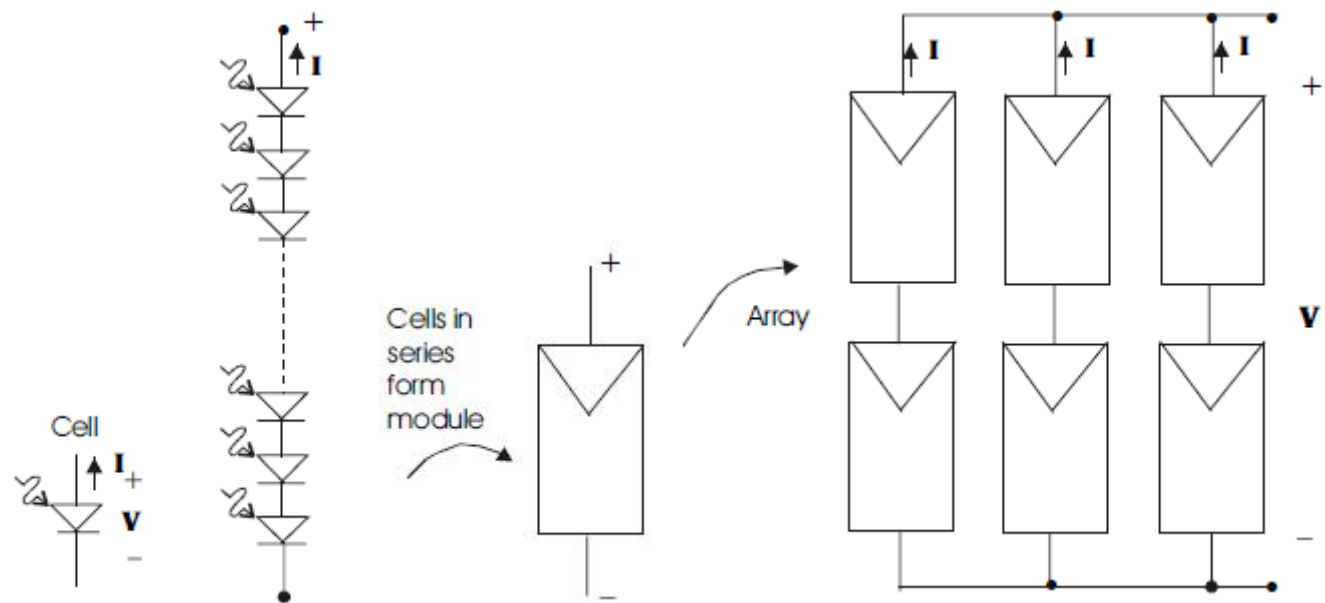 Cell
I
+
V
−
+
I
Cells in
series
form
module
+
−
Array
I
I
I
+
V
−